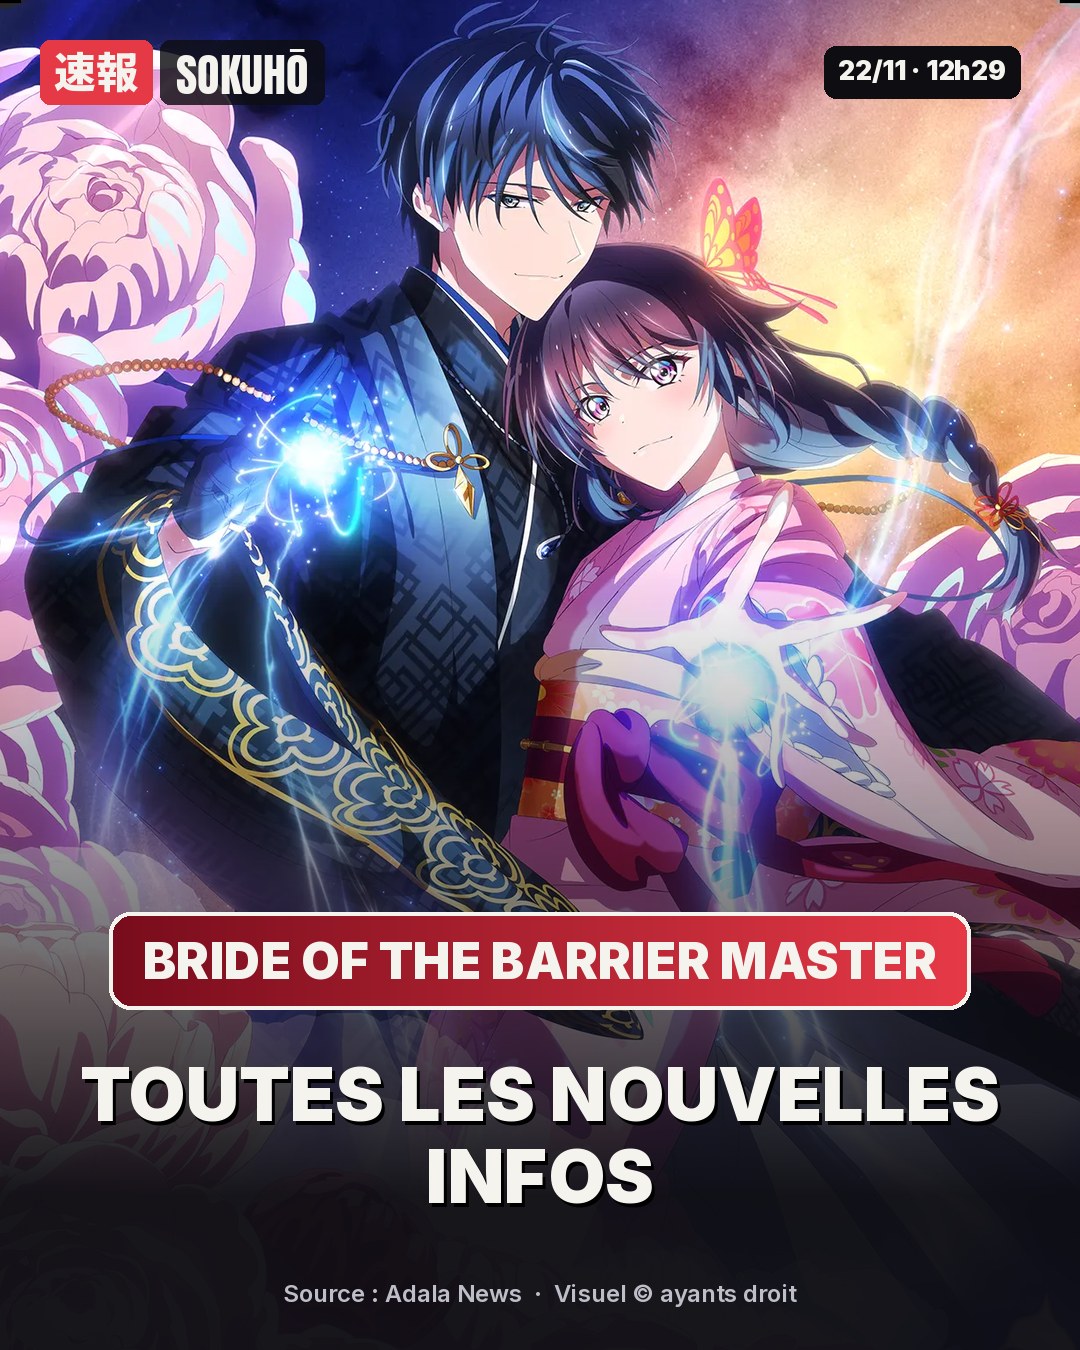 速報 SOKUHŌ
22/11 · 12h29
BRIDE OF THE BARRIER MASTER
TOUTES LES NOUVELLES
INFOS
Source : Adala News · Visuel © ayants droit